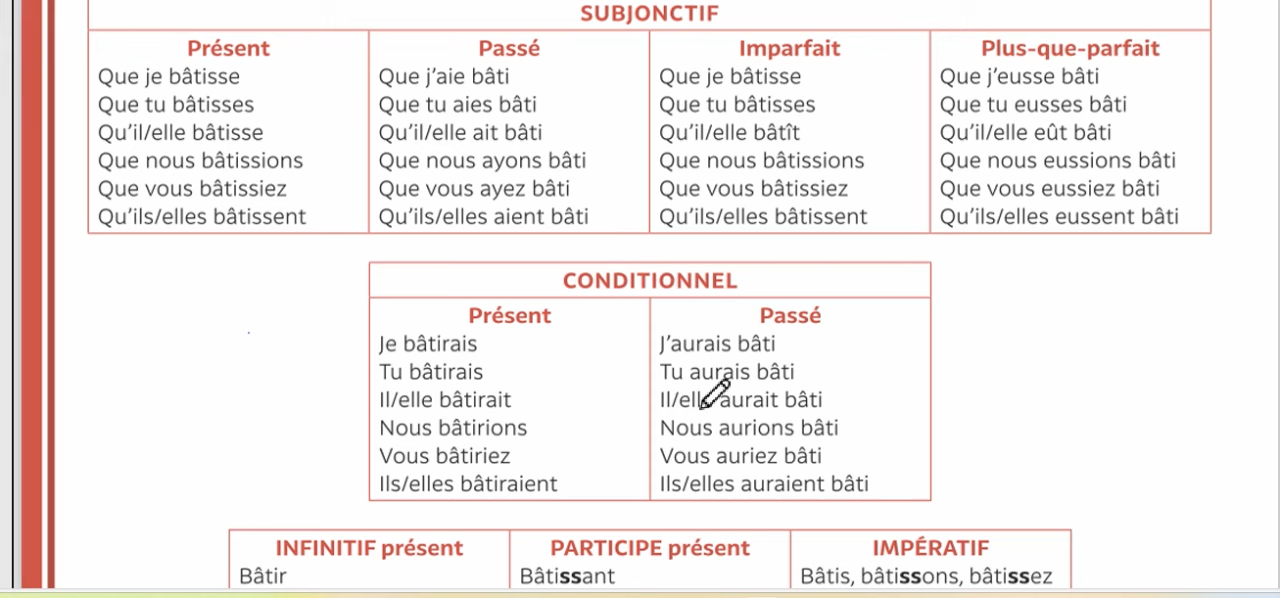 SUBJONCTIF
Présent
Que je bâtisse
Que tu bâtisses
Qu'il/elle bâtisse
Que nous bâtissions
Que vous bâtissiez
Qu'ils/elles bâtissent
Passé
Que j'aie bâti
Que tu aies bâti
Qu'il/elle ait bâti
Que nous ayons bâti
Que vous ayez bâti
Qu'ils/elles aient bâti
Imparfait
Que je bâtisse
Que tu bâtisses
Qu'il/elle bâtît
Que nous bâtissions
Que vous bâtissiez
Qu'ils/elles bâtissent
Plus-que-parfait
Que j'eusse bâti
Que tu eusses bâti
Qu'il/elle eût bâti
Que nous eussions bâti
Que vous eussiez bâti
Qu'ils/elles eussent bâti
CONDITIONNEL
Présent
Je bâtirais
Tu bâtirais
Il/elle bâtirait
Nous bâtirions
Vous bâtiriez
Ils/elles bâtiraient
Passé
J'aurais bâti
Tu aurais bâti
Il/elle aurait bâti
Nous aurions bâti
Vous auriez bâti
Ils/elles auraient bâti
INFINITIF présent
Bâtir
PARTICIPE présent
Bâtissant
IMPÉRATIF
Bâtis, bâtissons, bâtissez